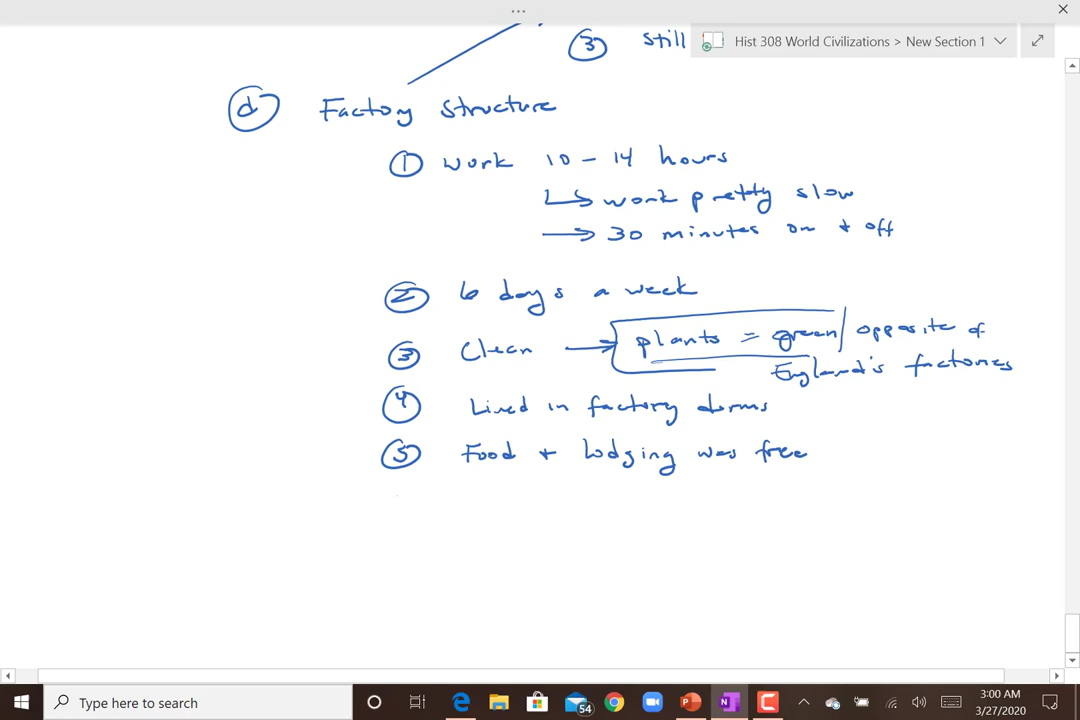 ③ still
Hist 308 World Civilizations > New Section 1
ⓓ Factory Structure
① Work 10 - 14 hours
↳ work pretty slow
→ 30 minutes on + off
② 6 days a week
③ Clean → plants = green / opposite of
England's factories
④ Lived in factory dorms
⑤ Food + lodging was free
Type here to search
54
3:00 AM
3/27/2020